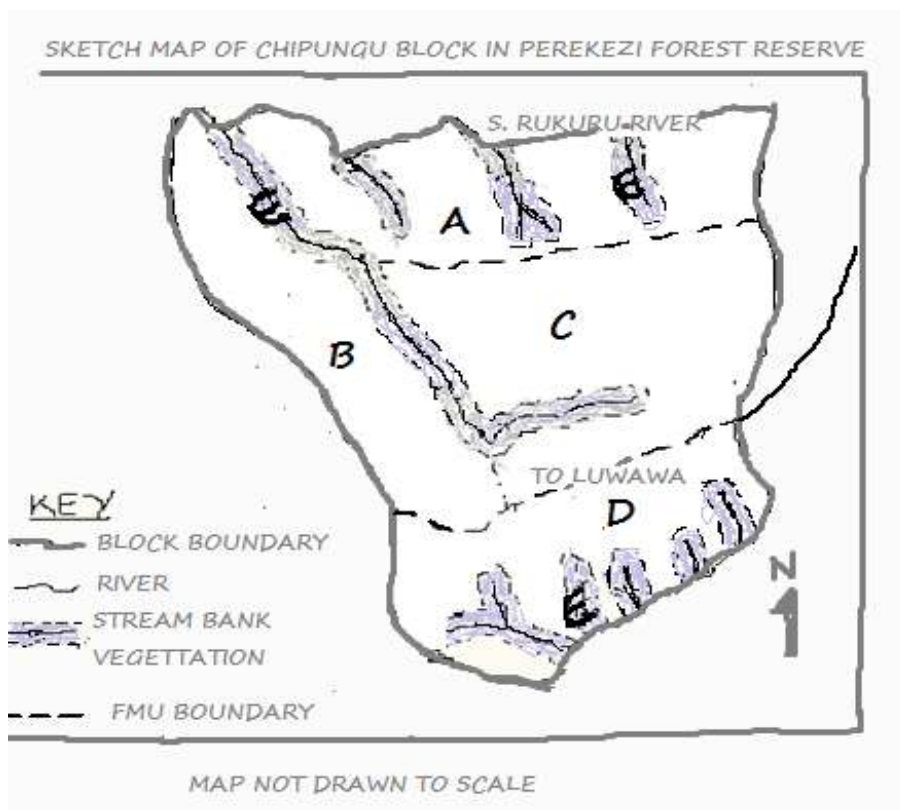 SKETCH MAP OF CHIPUNGU BLOCK IN PEREKEZI FOREST RESERVE
S. RUKURU RIVER
E
E
A
C
B
TO LUWAWA
D
E
KEY
BLOCK BOUNDARY
RIVER
STREAM BANK
VEGETTATION
FMU BOUNDARY
N
MAP NOT DRAWN TO SCALE